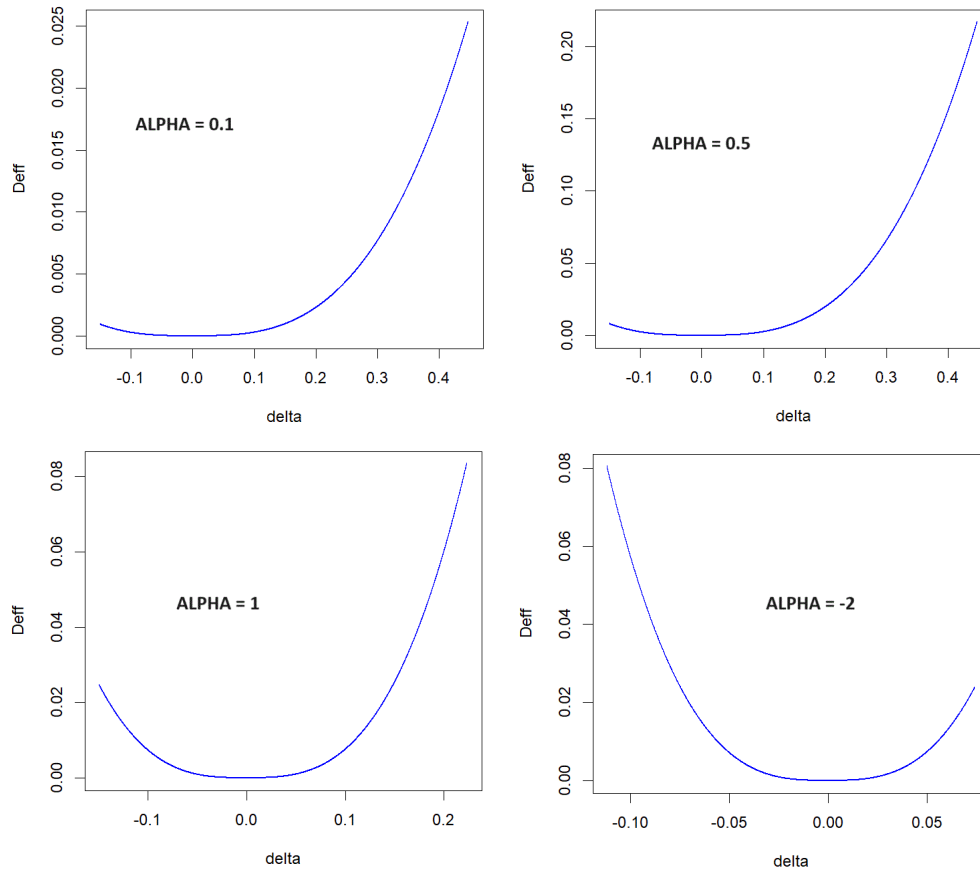 0.025
0.020
0.015
0.010
0.005
0.000
Deff
ALPHA = 0.1
-0.1 0.0 0.1 0.2 0.3 0.4
delta
0.20
0.15
0.10
0.05
0.00
Deff
ALPHA = 0.5
-0.1 0.0 0.1 0.2 0.3 0.4
delta
0.08
0.06
0.04
0.02
0.00
Deff
ALPHA = 1
-0.1 0.0 0.1 0.2
delta
0.08
0.06
0.04
0.02
0.00
Deff
ALPHA = -2
-0.10 -0.05 0.00 0.05
delta